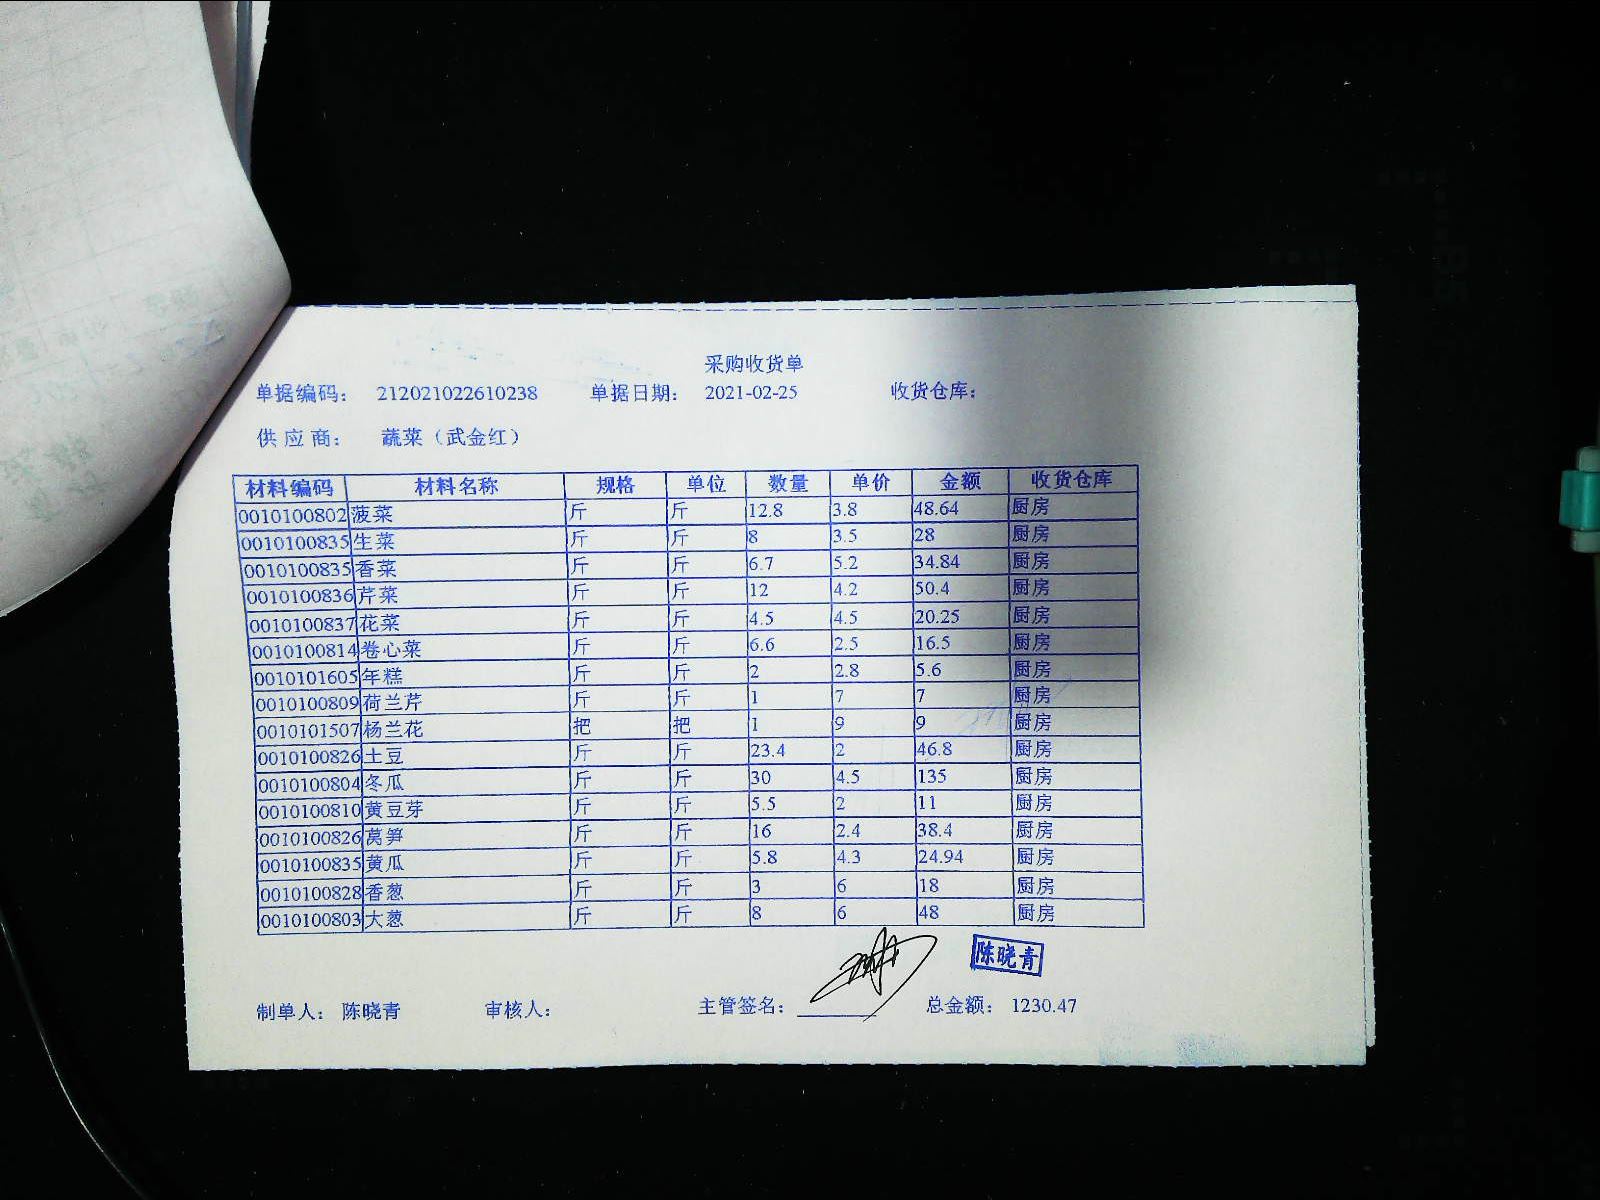 采购收货单
单据编码： 212021022610238 单据日期： 2021-02-25 收货仓库：
供应商： 蔬菜（武金红）
材料编码 材料名称 规格 单位 数量 单价 金额 收货仓库
0010100802 菠菜 斤 斤 12.8 3.8 48.64 厨房
0010100835 生菜 斤 斤 8 3.5 28 厨房
0010100835 香菜 斤 斤 6.7 5.2 34.84 厨房
0010100836 芹菜 斤 斤 12 4.2 50.4 厨房
0010100837 花菜 斤 斤 4.5 4.5 20.25 厨房
0010100814 卷心菜 斤 斤 6.6 2.5 16.5 厨房
0010101605 年糕 斤 斤 2 2.8 5.6 厨房
0010100809 荷兰芹 斤 斤 1 7 7 厨房
0010101507 杨兰花 把 把 1 9 9 厨房
0010100826 土豆 斤 斤 23.4 2 46.8 厨房
0010100804 冬瓜 斤 斤 30 4.5 135 厨房
0010100810 黄豆芽 斤 斤 5.5 2 11 厨房
0010100826 莴笋 斤 斤 16 2.4 38.4 厨房
0010100835 黄瓜 斤 斤 5.8 4.3 24.94 厨房
0010100828 香葱 斤 斤 3 6 18 厨房
0010100803 大葱 斤 斤 8 6 48 厨房
陈晓青
制单人： 陈晓青 审核人： 主管签名： 总金额： 1230.47